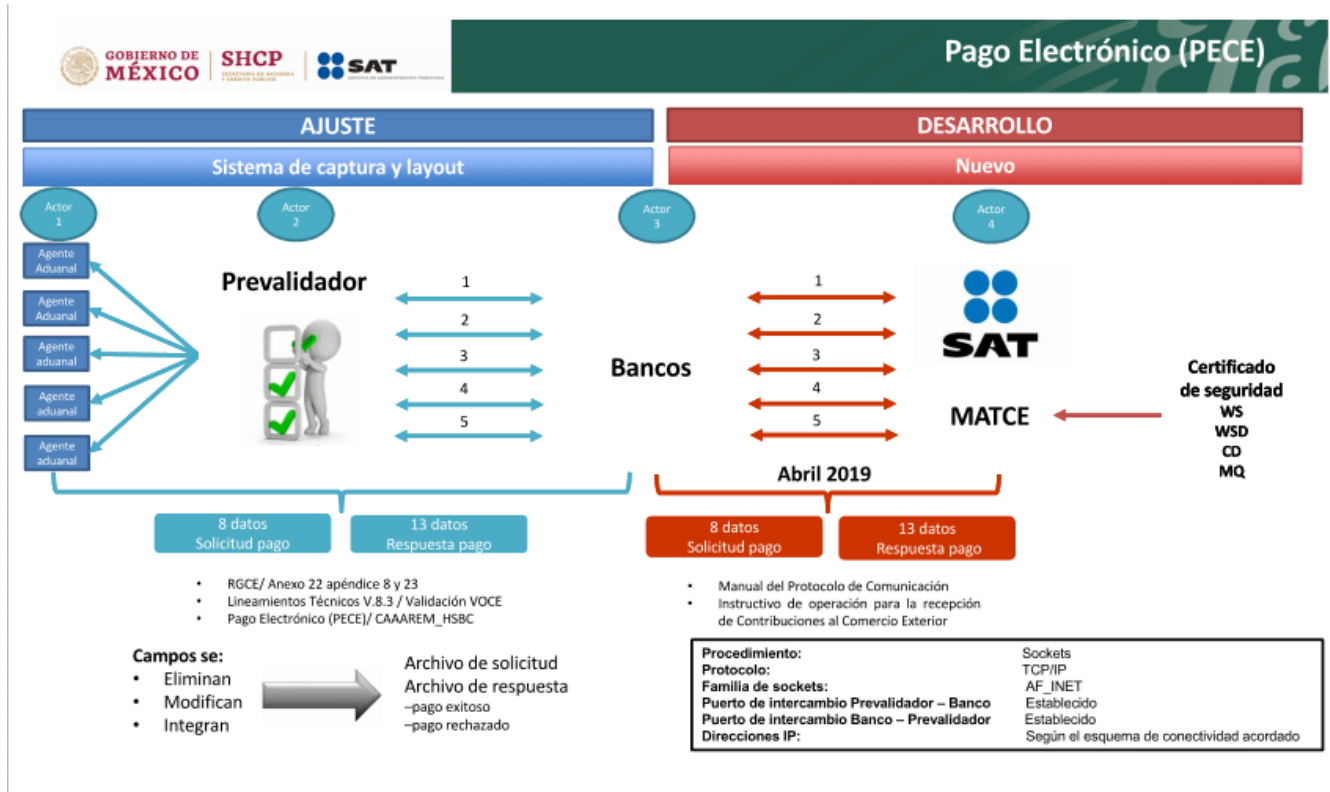 GOBIERNO DE
MÉXICO
SHCP
SECRETARÍA DE HACIENDA
Y CRÉDITO PÚBLICO
SAT
SERVICIO DE ADMINISTRACIÓN TRIBUTARIA
Pago Electrónico (PECE)
AJUSTE
DESARROLLO
Sistema de captura y layout
Nuevo
Actor
1
Actor
2
Actor
3
Actor
4
Agente
Aduanal
Agente
Aduanal
Agente
aduanal
Agente
aduanal
Agente
aduanal
Prevalidador
1
2
3
4
5
Bancos
1
2
3
4
5
SAT
MATCE
Certificado
de seguridad
WS
WSD
CD
MQ
Abril 2019
8 datos
Solicitud pago
13 datos
Respuesta pago
8 datos
Solicitud pago
13 datos
Respuesta pago
• RGCE/ Anexo 22 apéndice 8 y 23
• Lineamientos Técnicos V.8.3 / Validación VOCE
• Pago Electrónico (PECE)/ CAAAREM_HSBC
• Manual del Protocolo de Comunicación
• Instructivo de operación para la recepción
de Contribuciones al Comercio Exterior
Campos se:
• Eliminan
• Modifican
• Integran
Archivo de solicitud
Archivo de respuesta
–pago exitoso
–pago rechazado
Procedimiento: Sockets
Protocolo: TCP/IP
Familia de sockets: AF_INET
Puerto de intercambio Prevalidador – Banco Establecido
Puerto de intercambio Banco – Prevalidador Establecido
Direcciones IP: Según el esquema de conectividad acordado